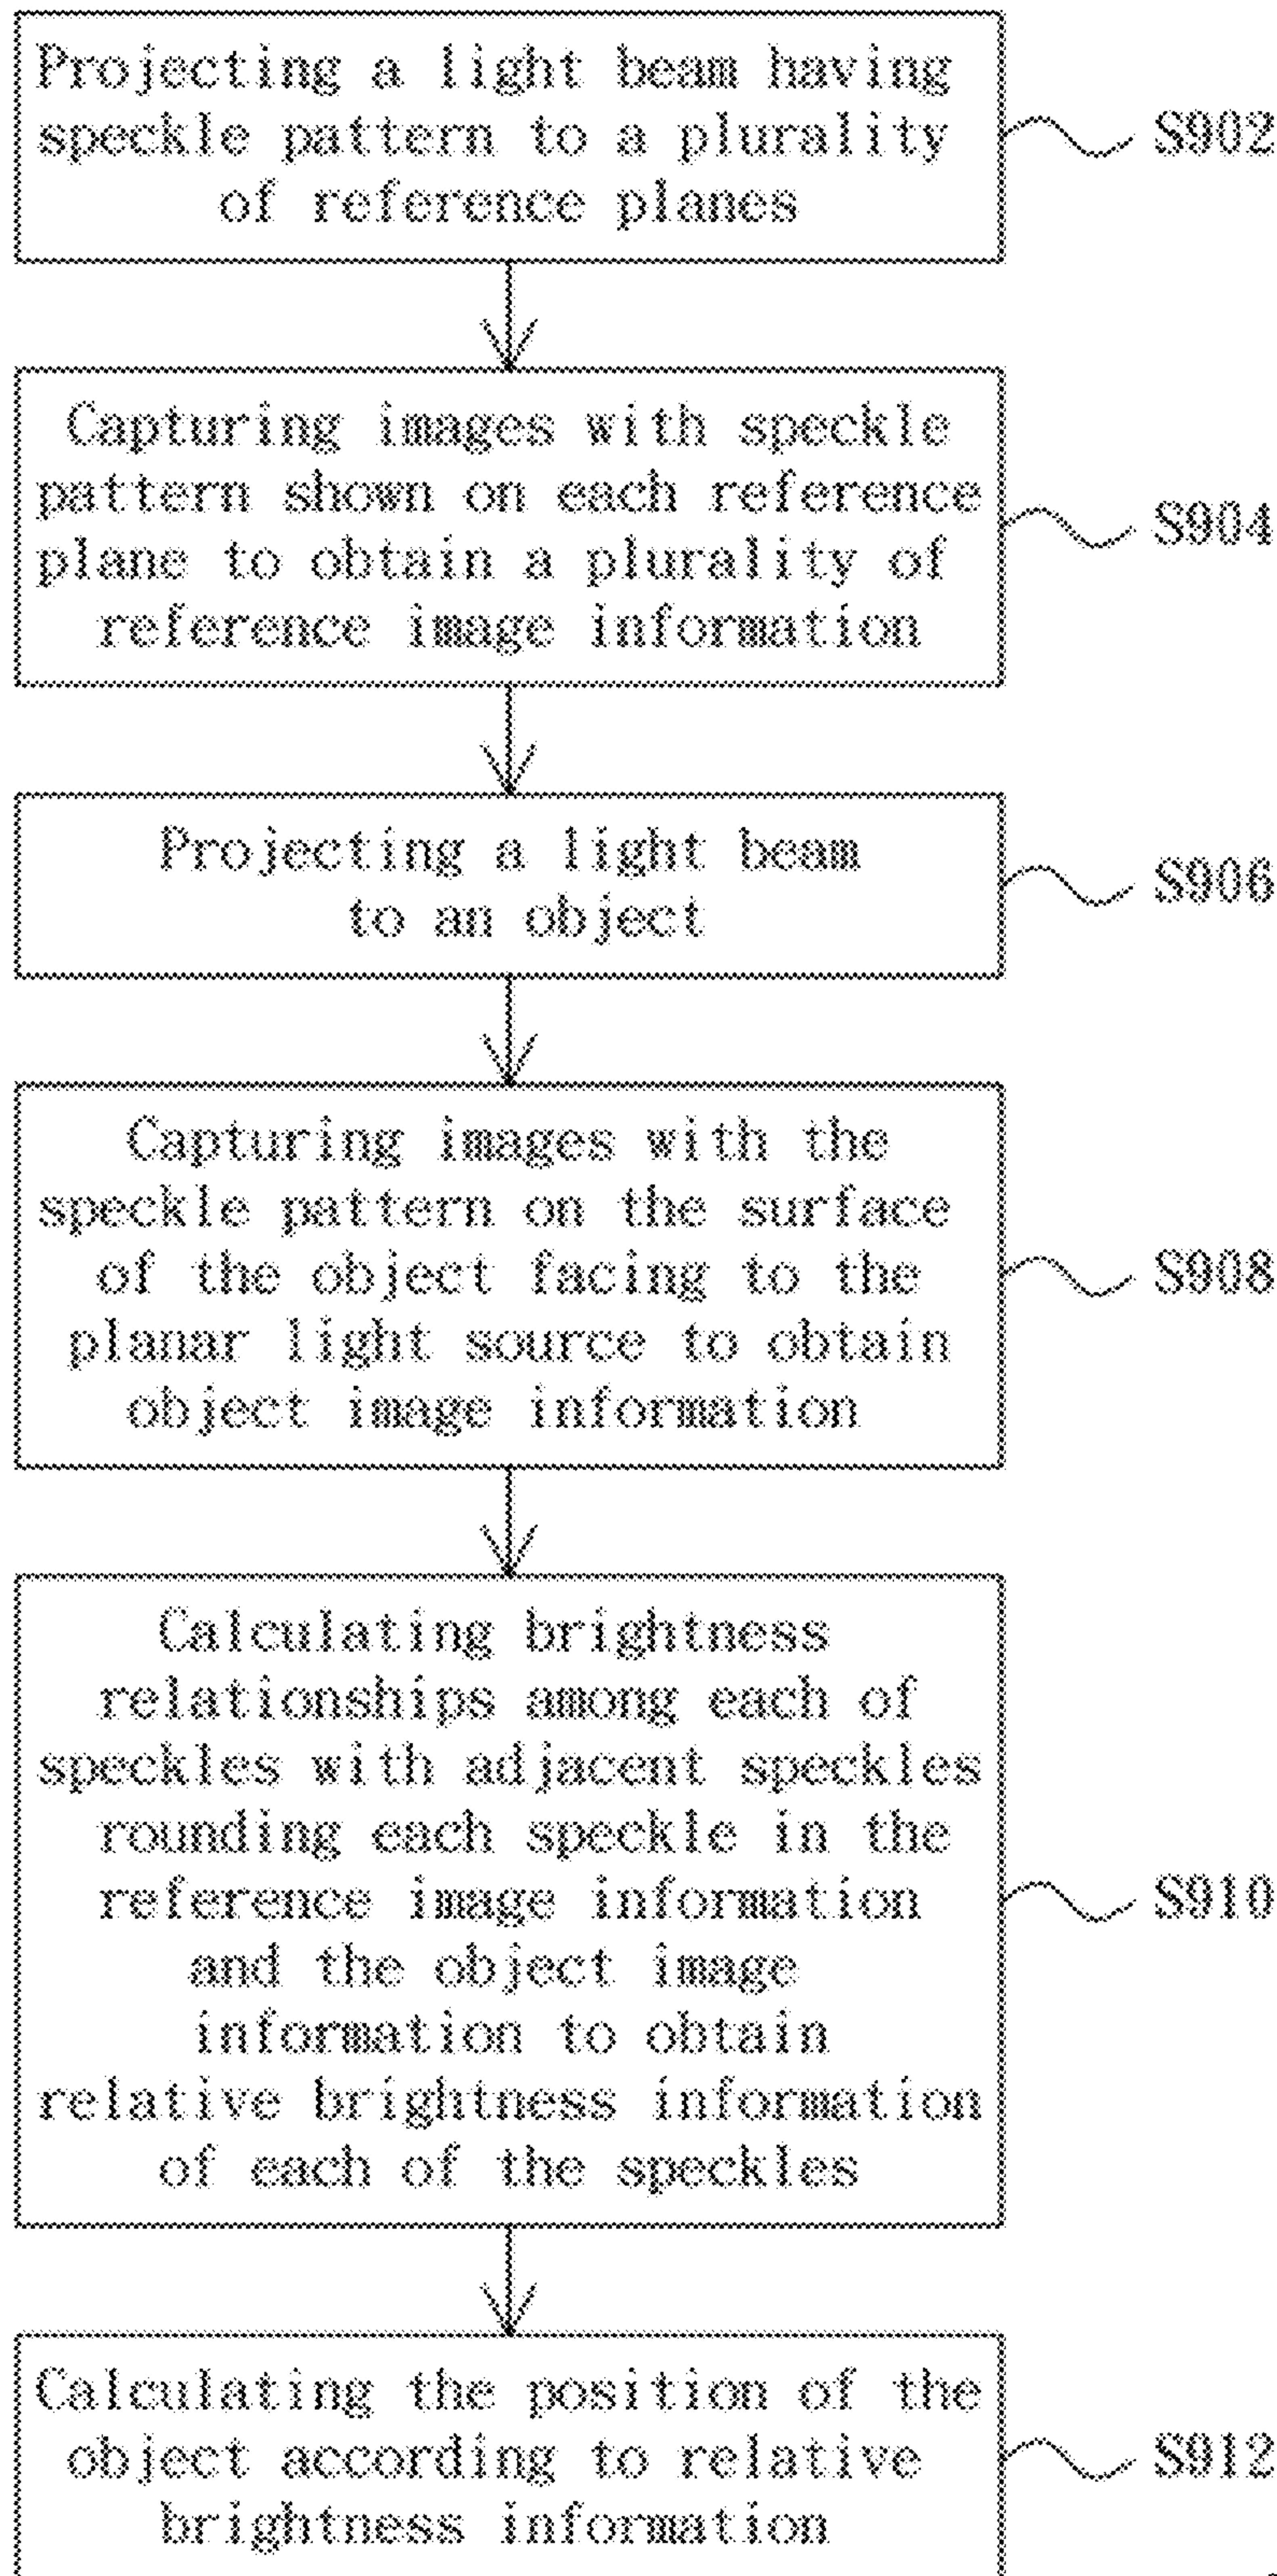 Projecting a light beam having
speckle pattern to a plurality
of reference planes
S902
Capturing images with speckle
pattern shown on each reference
plane to obtain a plurality of
reference image information
S904
Projecting a light beam
to an object
S906
Capturing images with the
speckle pattern on the surface
of the object facing to the
planar light source to obtain
object image information
S908
Calculating brightness
relationships among each of
speckles with adjacent speckles
rounding each speckle in the
reference image information
and the object image
information to obtain
relative brightness information
of each of the speckles
S910
Calculating the position of the
object according to relative
brightness information
S912